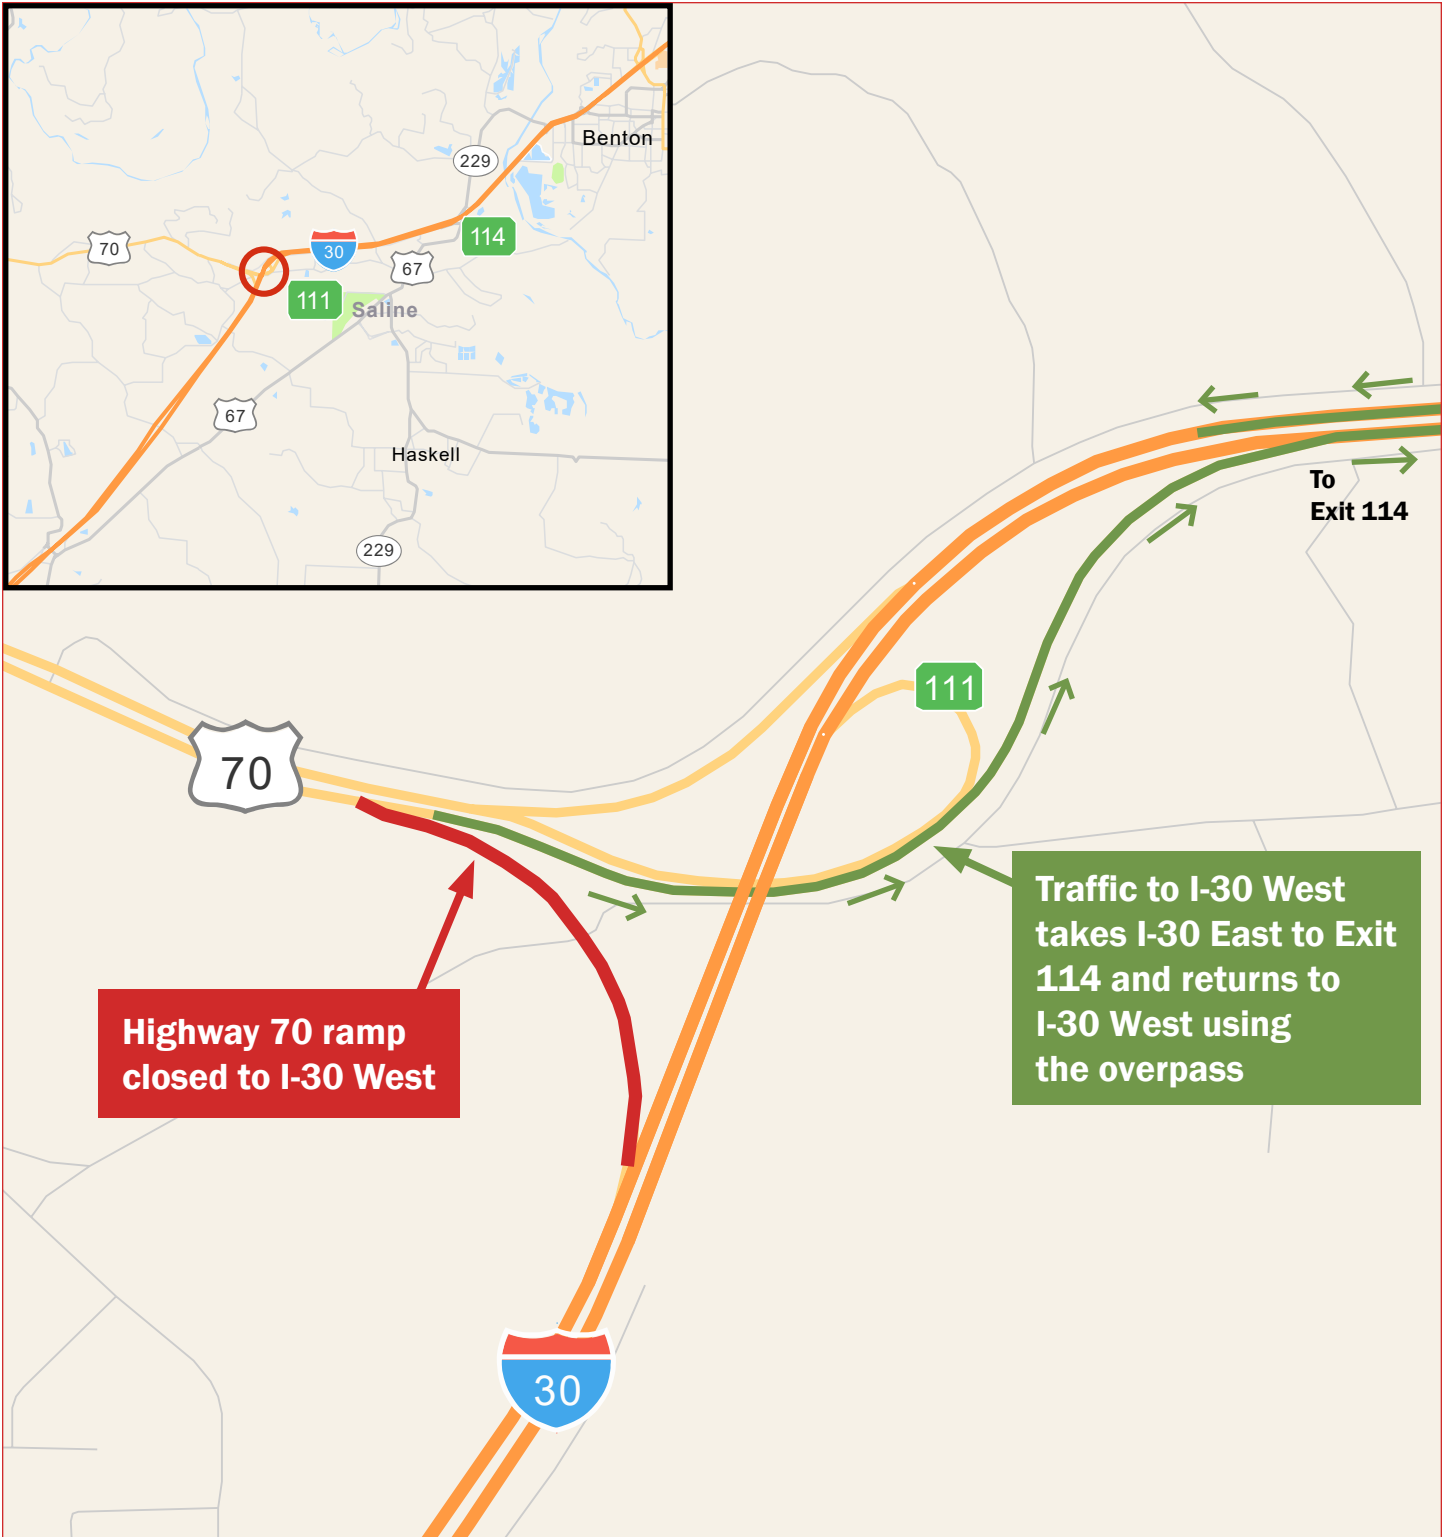 Benton
229
114
70
30
67
111
Saline
67
Haskell
229
To
Exit 114
111
70
Traffic to I-30 West
takes I-30 East to Exit
114 and returns to
I-30 West using
the overpass
Highway 70 ramp
closed to I-30 West
30